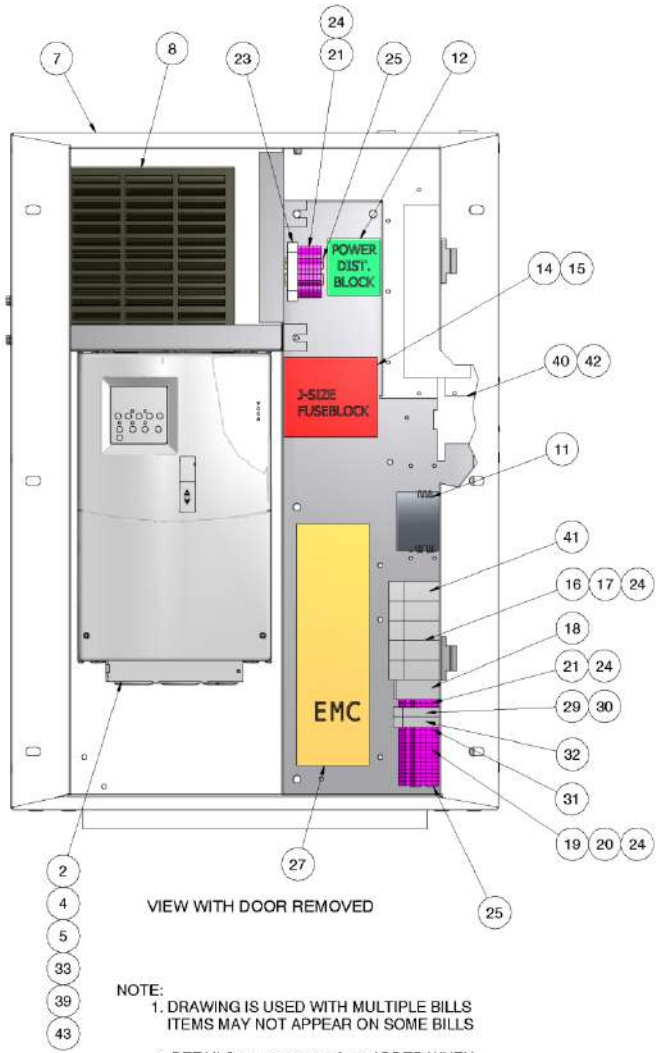 24
7 8 23 21 25 12
POWER
DIST.
BLOCK
14 15
J-SIZE
FUSEBLOCK
40 42
11
41
16 17 24
18
21 24
EMC
29 30
32
31
19 20 24
27
2
25
4
VIEW WITH DOOR REMOVED
5
33
39
43
NOTE:
1. DRAWING IS USED WITH MULTIPLE BILLS
ITEMS MAY NOT APPEAR ON SOME BILLS